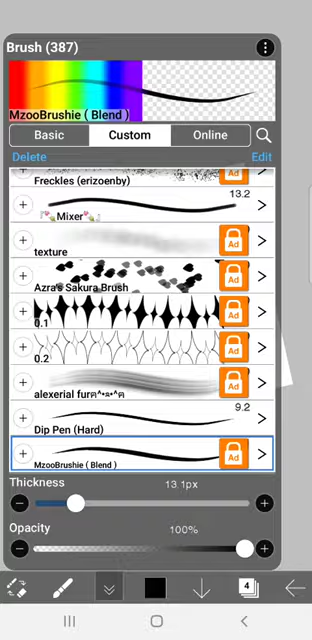 Brush (387)
MzooBrushie ( Blend )
Basic Custom Online
Delete Edit
Freckles (erizoenby) Ad
13.2
Mixer
texture Ad
Azra's Sakura Brush Ad
0.1 Ad
0.2 Ad
alexerial fur Ad
9.2
Dip Pen (Hard)
MzooBrushie ( Blend ) Ad
Thickness 13.1px
Opacity 100%
4